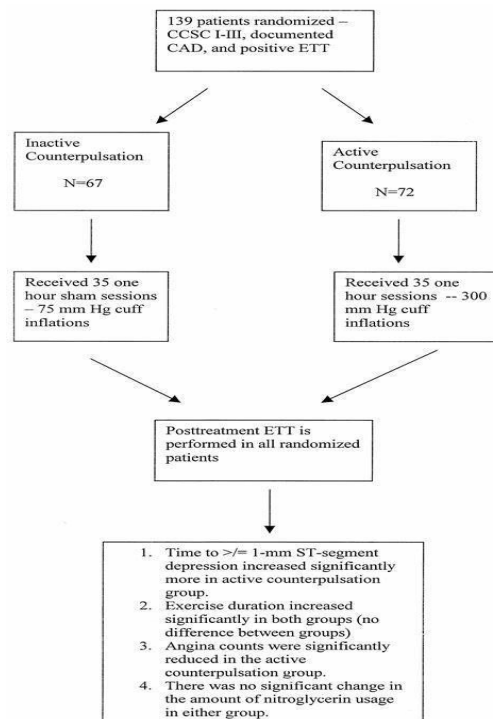 139 patients randomized –
CCSC I-III, documented
CAD, and positive ETT
Inactive
Counterpulsation
N=67
Active
Counterpulsation
N=72
Received 35 one
hour sham sessions
– 75 mm Hg cuff
inflations
Received 35 one
hour sessions -- 300
mm Hg cuff
inflations
Posttreatment ETT is
performed in all randomized
patients
1. Time to >/= 1-mm ST-segment
depression increased significantly
more in active counterpulsation
group.
2. Exercise duration increased
significantly in both groups (no
difference between groups)
3. Angina counts were significantly
reduced in the active
counterpulsation group.
4. There was no significant change in
the amount of nitroglycerin usage
in either group.